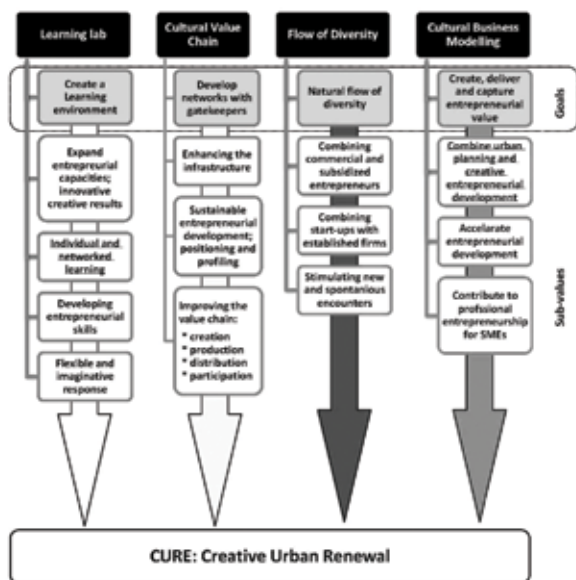 Learning lab
Cultural Value
Chain
Flow of Diversity
Cultural Business
Modelling
Create a
Learning
environment
Develop
networks with
gatekeepers
Natural flow of
diversity
Create, deliver
and capture
entrepreneurial
value
Goals
Expand
entrepreurial
capacities;
innovative
creative results
Individual and
networked
learning
Developing
entrepreneurial
skills
Flexible and
imaginative
response
Enhancing the
infrastructure
Sustainable
entrepreneurial
development;
positioning and
profiling
Improving the
value chain:
* creation
* production
* distribution
* participation
Combining
commercial and
subsidized
entrepreneurs
Combining
start-ups with
established firms
Stimulating new
and spontanious
encounters
Combine urban
planning and
creative
entrepreneurial
development
Accelarate
entrepreneurial
development
Contribute to
profssional
entrepreneurship
for SMEs
Sub-values
CURE: Creative Urban Renewal